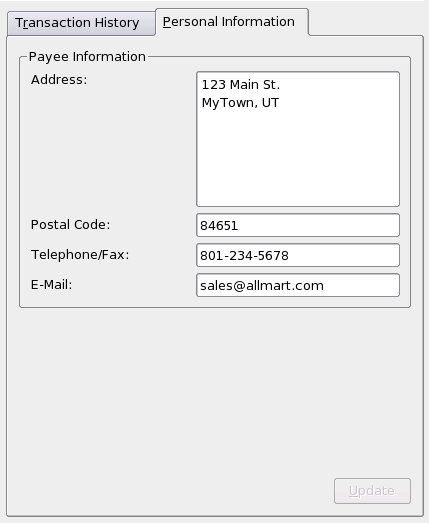 Transaction History
Personal Information
Payee Information
Address:
123 Main St.
MyTown, UT
Postal Code:
84651
Telephone/Fax:
801-234-5678
E-Mail:
sales@allmart.com
Update